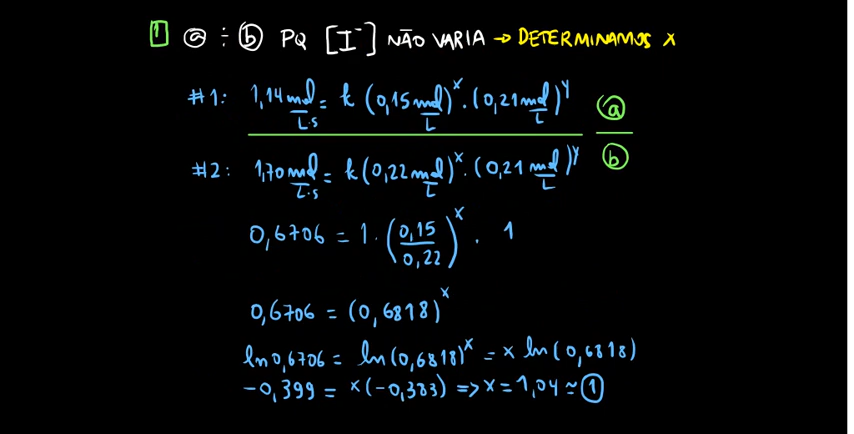 1 ⓐ ÷ ⓑ PQ [I⁻] NÃO VARIA → DETERMINAMOS X
#1: 1,14 mol/L·s = k (0,15 mol/L)^x · (0,21 mol/L)^y ⓐ
#2: 1,70 mol/L·s = k (0,22 mol/L)^x · (0,21 mol/L)^y ⓑ
0,6706 = 1 · (0,15/0,22)^x · 1
0,6706 = (0,6818)^x
ln 0,6706 = ln (0,6818)^x = x ln (0,6818)
-0,399 = x (-0,383) => x = 1,04 ≃ ①